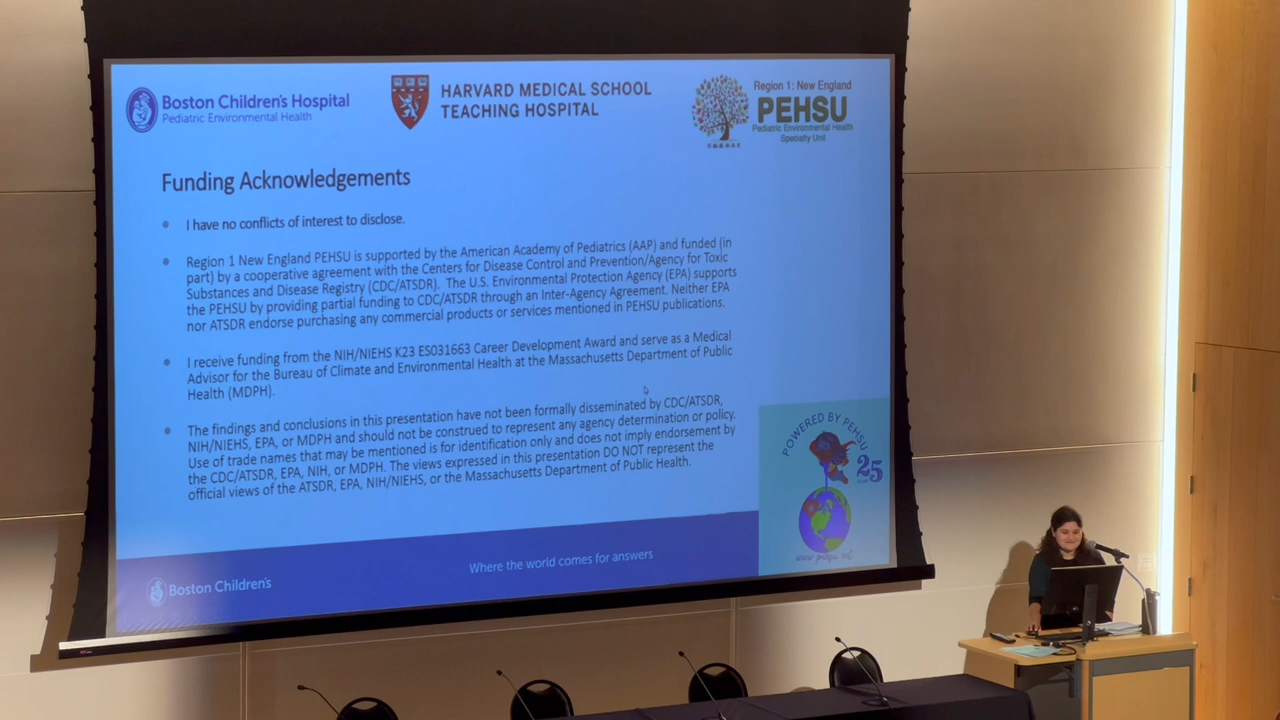 Boston Children's Hospital
Pediatric Environmental Health
HARVARD MEDICAL SCHOOL
TEACHING HOSPITAL
Region 1: New England
PEHSU
Pediatric Environmental Health
Specialty Unit
Funding Acknowledgements
I have no conflicts of interest to disclose.
Region 1 New England PEHSU is supported by the American Academy of Pediatrics (AAP) and funded (in
part) by a cooperative agreement with the Centers for Disease Control and Prevention/Agency for Toxic
Substances and Disease Registry (CDC/ATSDR). The U.S. Environmental Protection Agency (EPA) supports
the PEHSU by providing partial funding to CDC/ATSDR through an Inter-Agency Agreement. Neither EPA
nor ATSDR endorse purchasing any commercial products or services mentioned in PEHSU publications.
I receive funding from the NIH/NIEHS K23 ES031663 Career Development Award and serve as a Medical
Advisor for the Bureau of Climate and Environmental Health at the Massachusetts Department of Public
Health (MDPH).
The findings and conclusions in this presentation have not been formally disseminated by CDC/ATSDR,
NIH/NIEHS, EPA, or MDPH and should not be construed to represent any agency determination or policy.
Use of trade names that may be mentioned is for identification only and does not imply endorsement by
the CDC/ATSDR, EPA, NIH, or MDPH. The views expressed in this presentation DO NOT represent the
official views of the ATSDR, EPA, NIH/NIEHS, or the Massachusetts Department of Public Health.
POWERED BY PEHSU
25
www.pehsu.net
Where the world comes for answers
Boston Children's